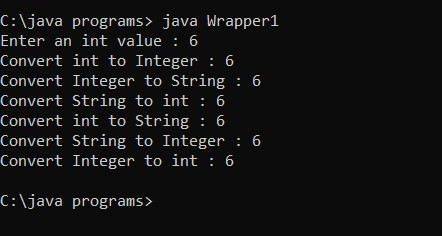 C:\java programs> java Wrapper1
Enter an int value : 6
Convert int to Integer : 6
Convert Integer to String : 6
Convert String to int : 6
Convert int to String : 6
Convert String to Integer : 6
Convert Integer to int : 6
C:\java programs>